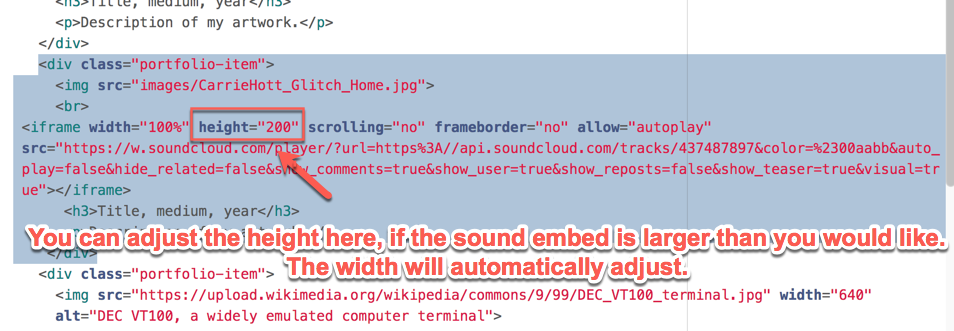 <h3>Title, medium, year</h3>
<p>Description of my artwork.</p>
</div>
<div class="portfolio-item">
<img src="images/CarrieHott_Glitch_Home.jpg">
<br>
<iframe width="100%" height="200" scrolling="no" frameborder="no" allow="autoplay"
src="https://w.soundcloud.com/player/?url=https%3A//api.soundcloud.com/tracks/437487897&color=%2300aabb&auto_
play=false&hide_related=false&show_comments=true&show_user=true&show_reposts=false&show_teaser=true&visual=tr
ue"></iframe>
<h3>Title, medium, year</h3>
You can adjust the height here, if the sound embed is larger than you would like.
</div>
The width will automatically adjust.
<div class="portfolio-item">
<img src="https://upload.wikimedia.org/wikipedia/commons/9/99/DEC_VT100_terminal.jpg" width="640"
alt="DEC VT100, a widely emulated computer terminal">